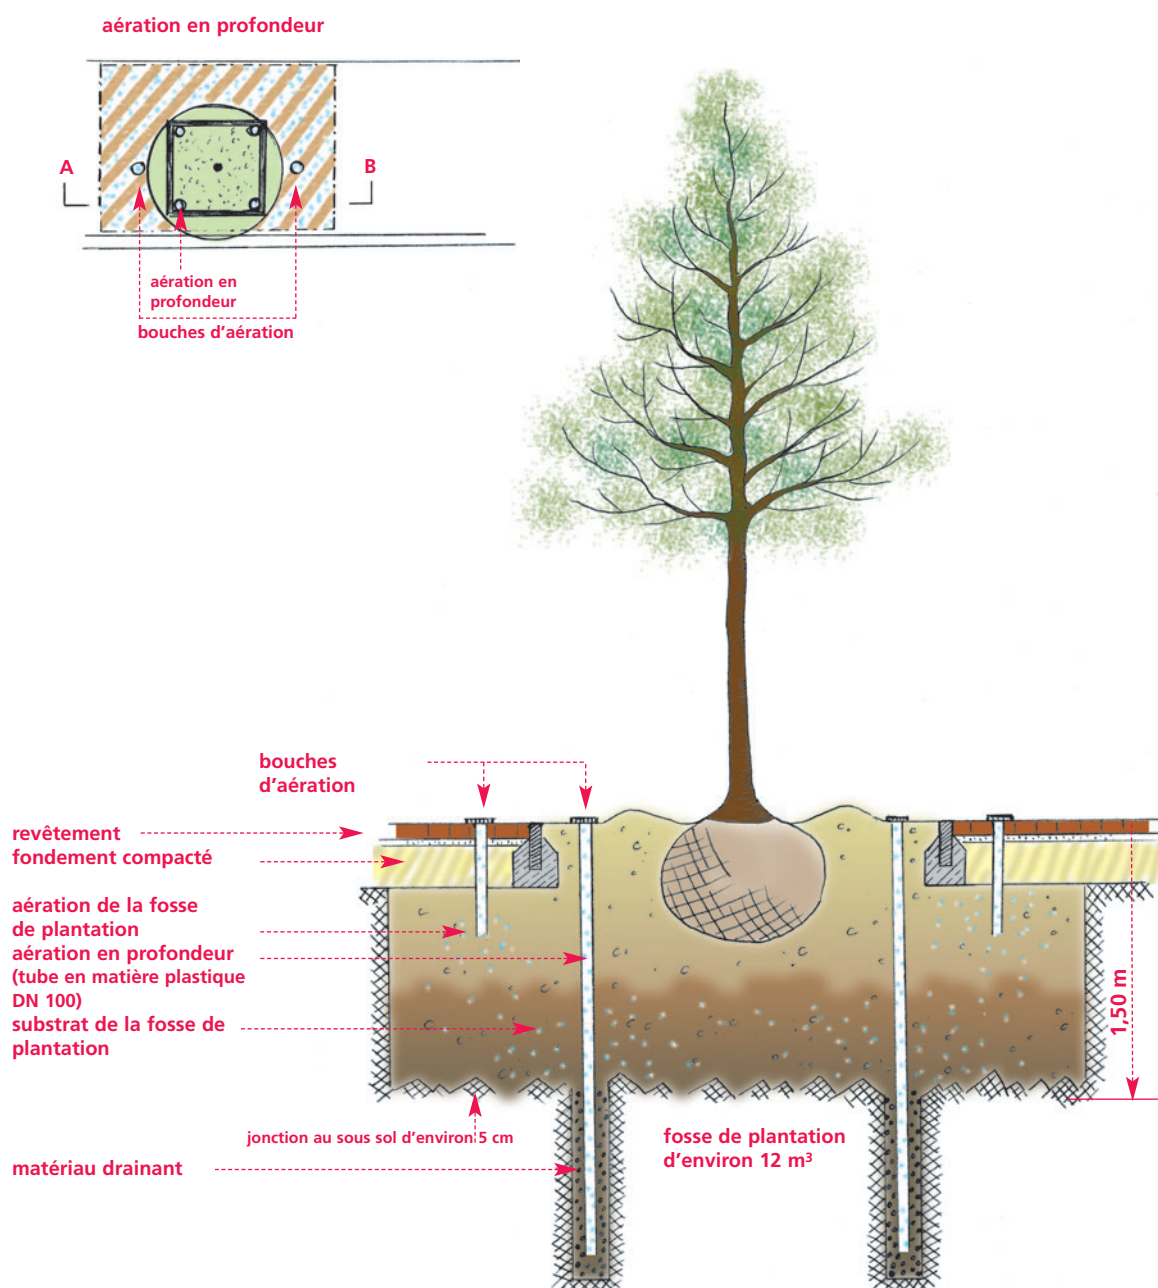 aération en profondeur
A
B
aération en
profondeur
bouches d’aération
bouches
d’aération
revêtement
fondement compacté
aération de la fosse
de plantation
aération en profondeur
(tube en matière plastique
DN 100)
substrat de la fosse de
plantation
1,50 m
jonction au sous sol d’environ 5 cm
fosse de plantation
d’environ 12 m³
matériau drainant